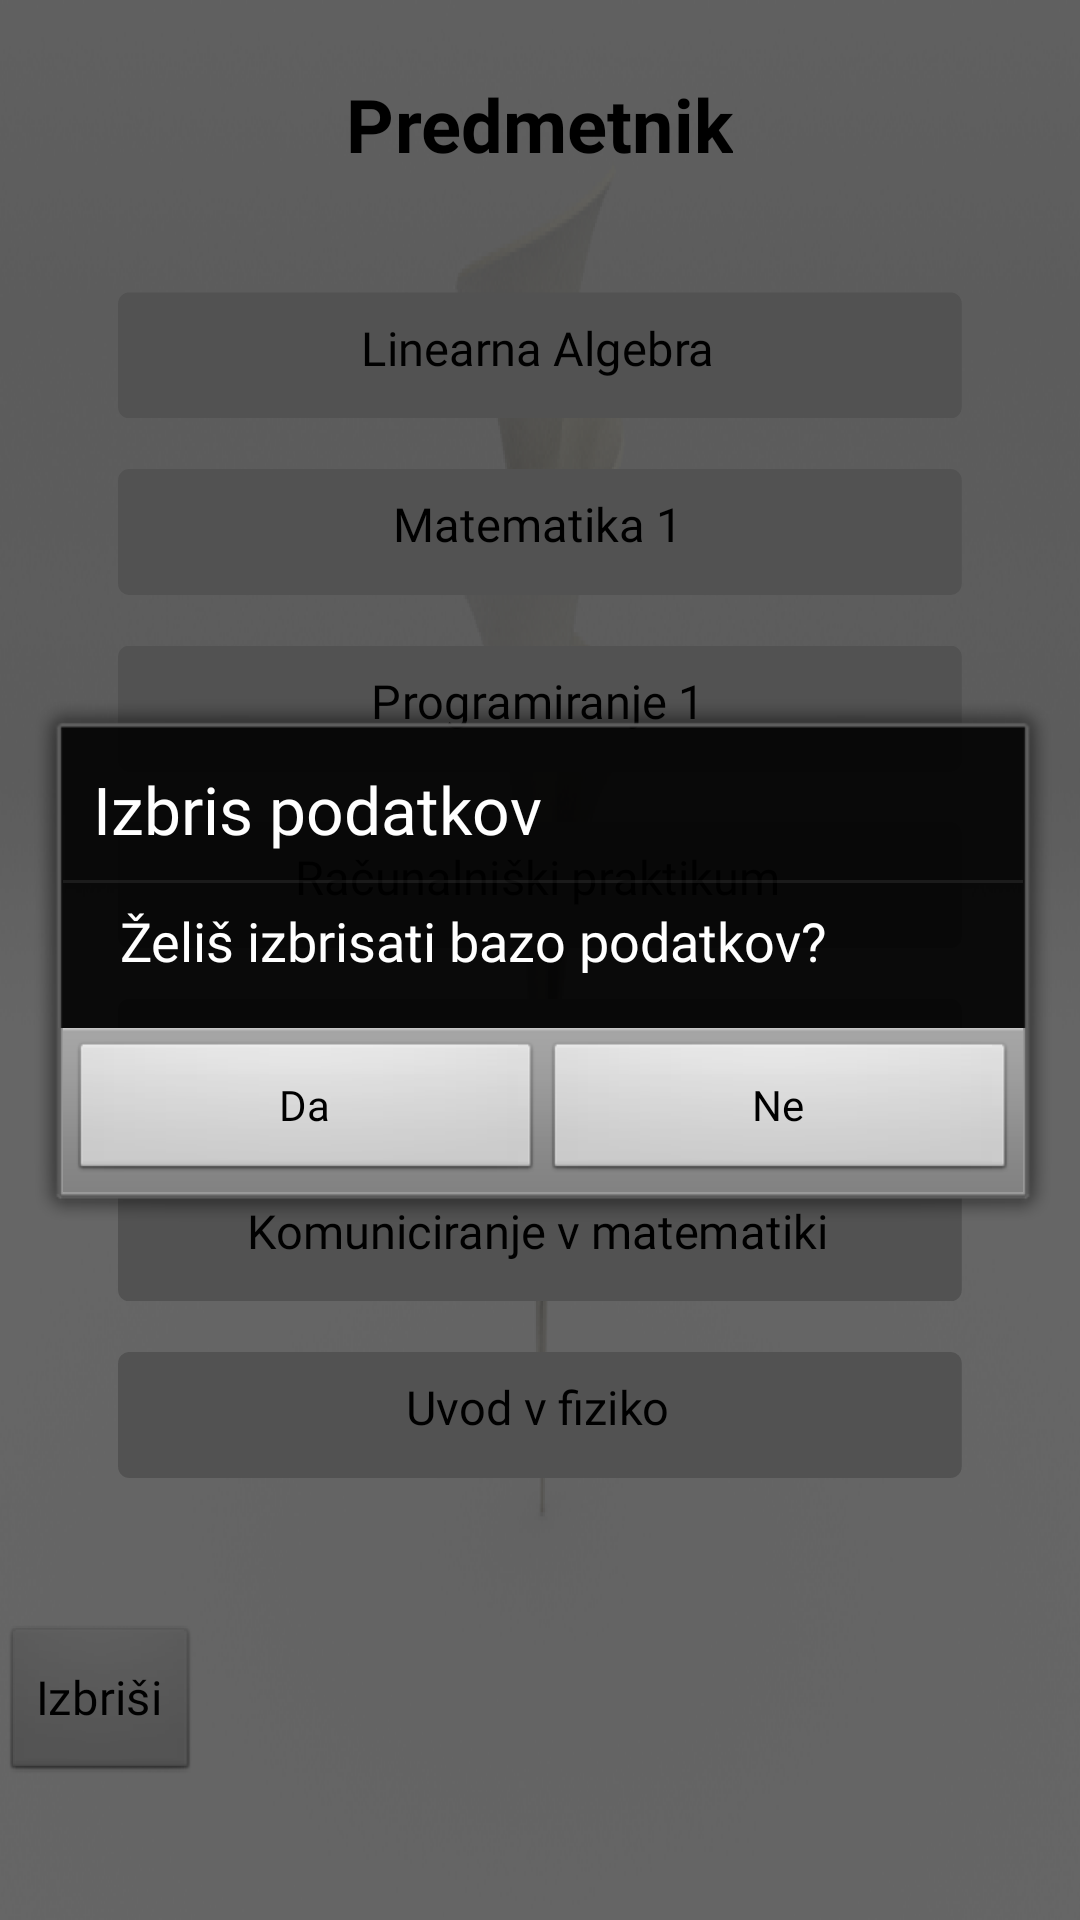 Predmetnik
Linearna Algebra
Matematika 1
Programiranje 1
Izbris podatkov
Računalniški praktikum
Želiš izbrisati bazo podatkov?
Da
Ne
Komuniciranje v matematiki
Uvod v fiziko
Izbriši